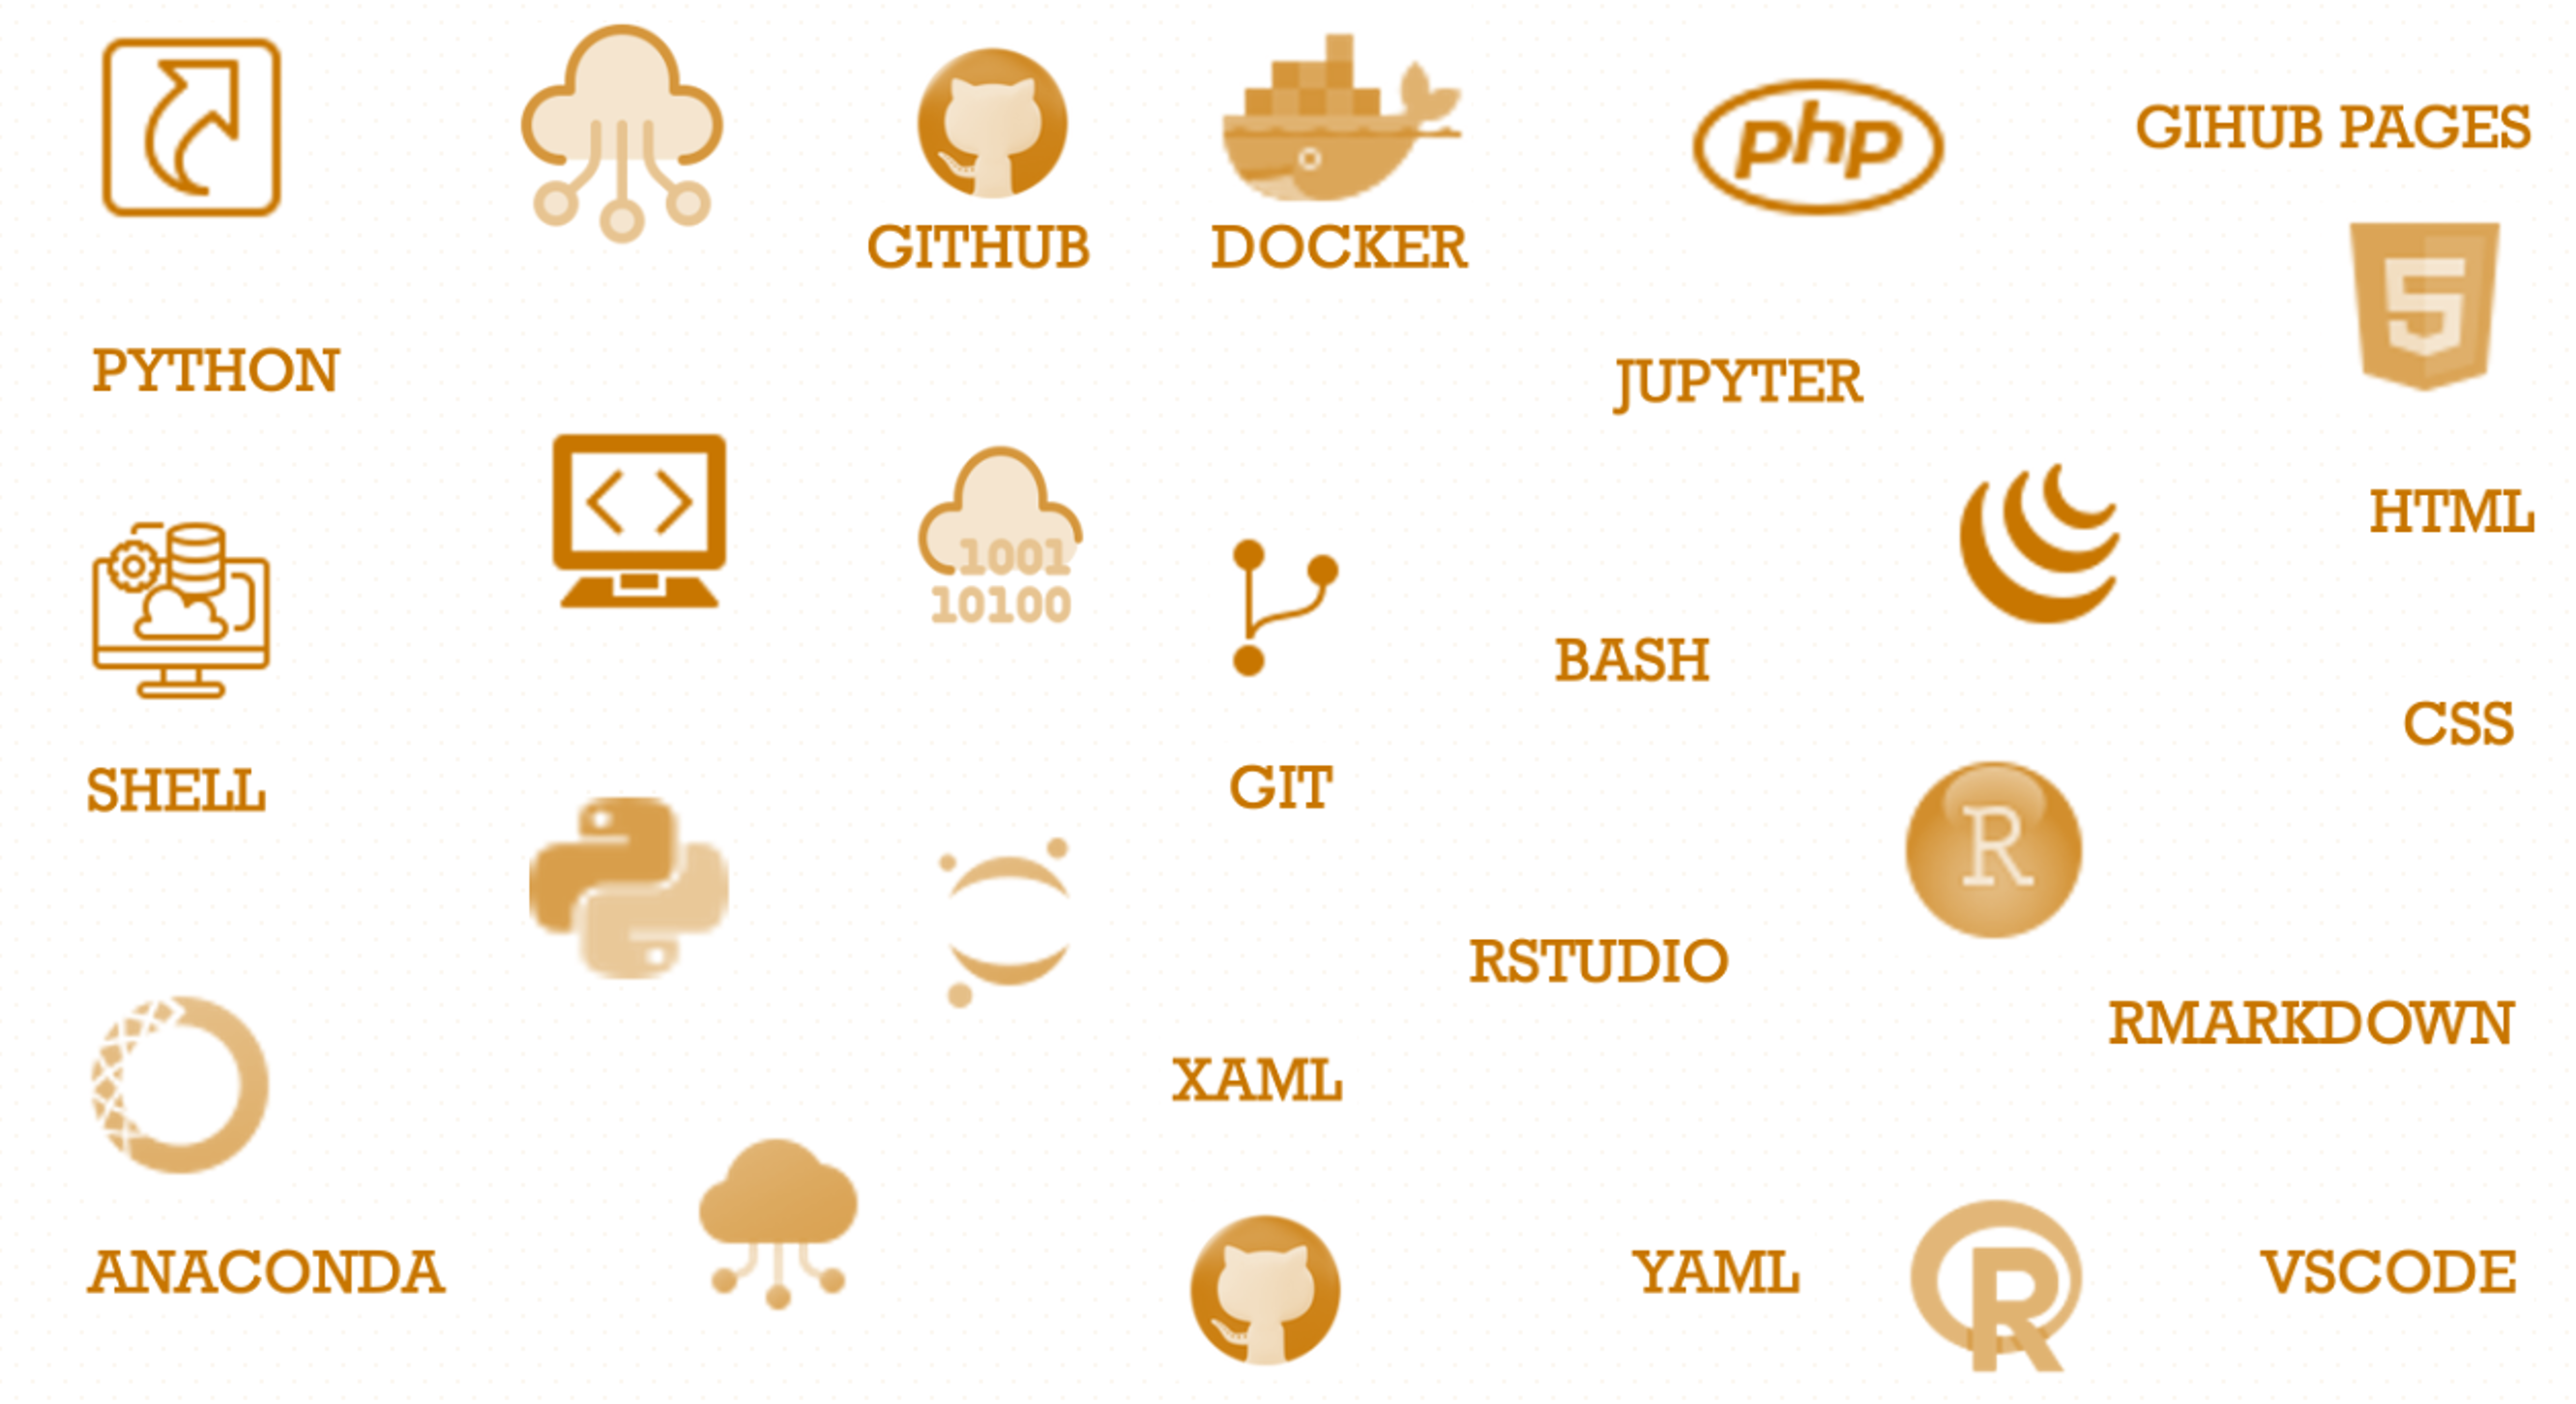 php
GIHUB PAGES
GITHUB
DOCKER
5
PYTHON
JUPYTER
HTML
1001
10100
BASH
CSS
SHELL
GIT
R
RSTUDIO
RMARKDOWN
XAML
ANACONDA
YAML
R
VSCODE